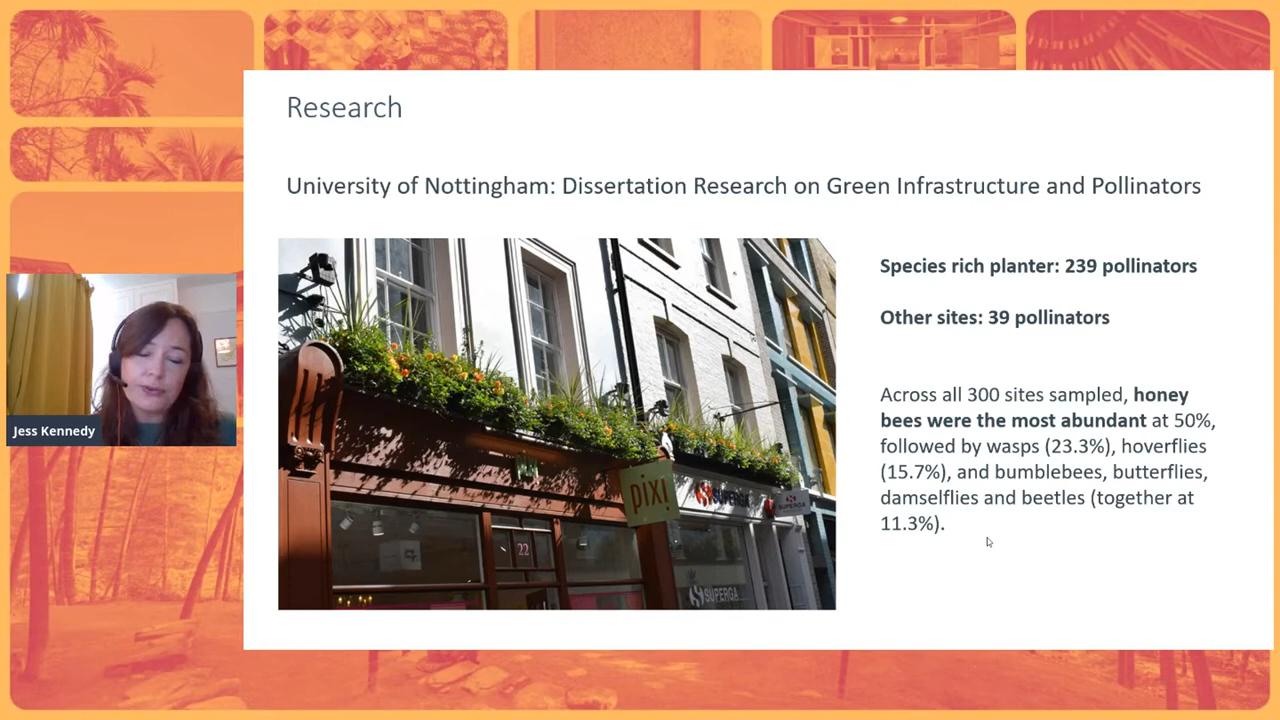 Research
University of Nottingham: Dissertation Research on Green Infrastructure and Pollinators
Species rich planter: 239 pollinators
Other sites: 39 pollinators
Across all 300 sites sampled, honey
bees were the most abundant at 50%,
followed by wasps (23.3%), hoverflies
(15.7%), and bumblebees, butterflies,
damselflies and beetles (together at
11.3%).
Jess Kennedy
pixi
SUPERGA
SUPERGA
22
SUPERGA